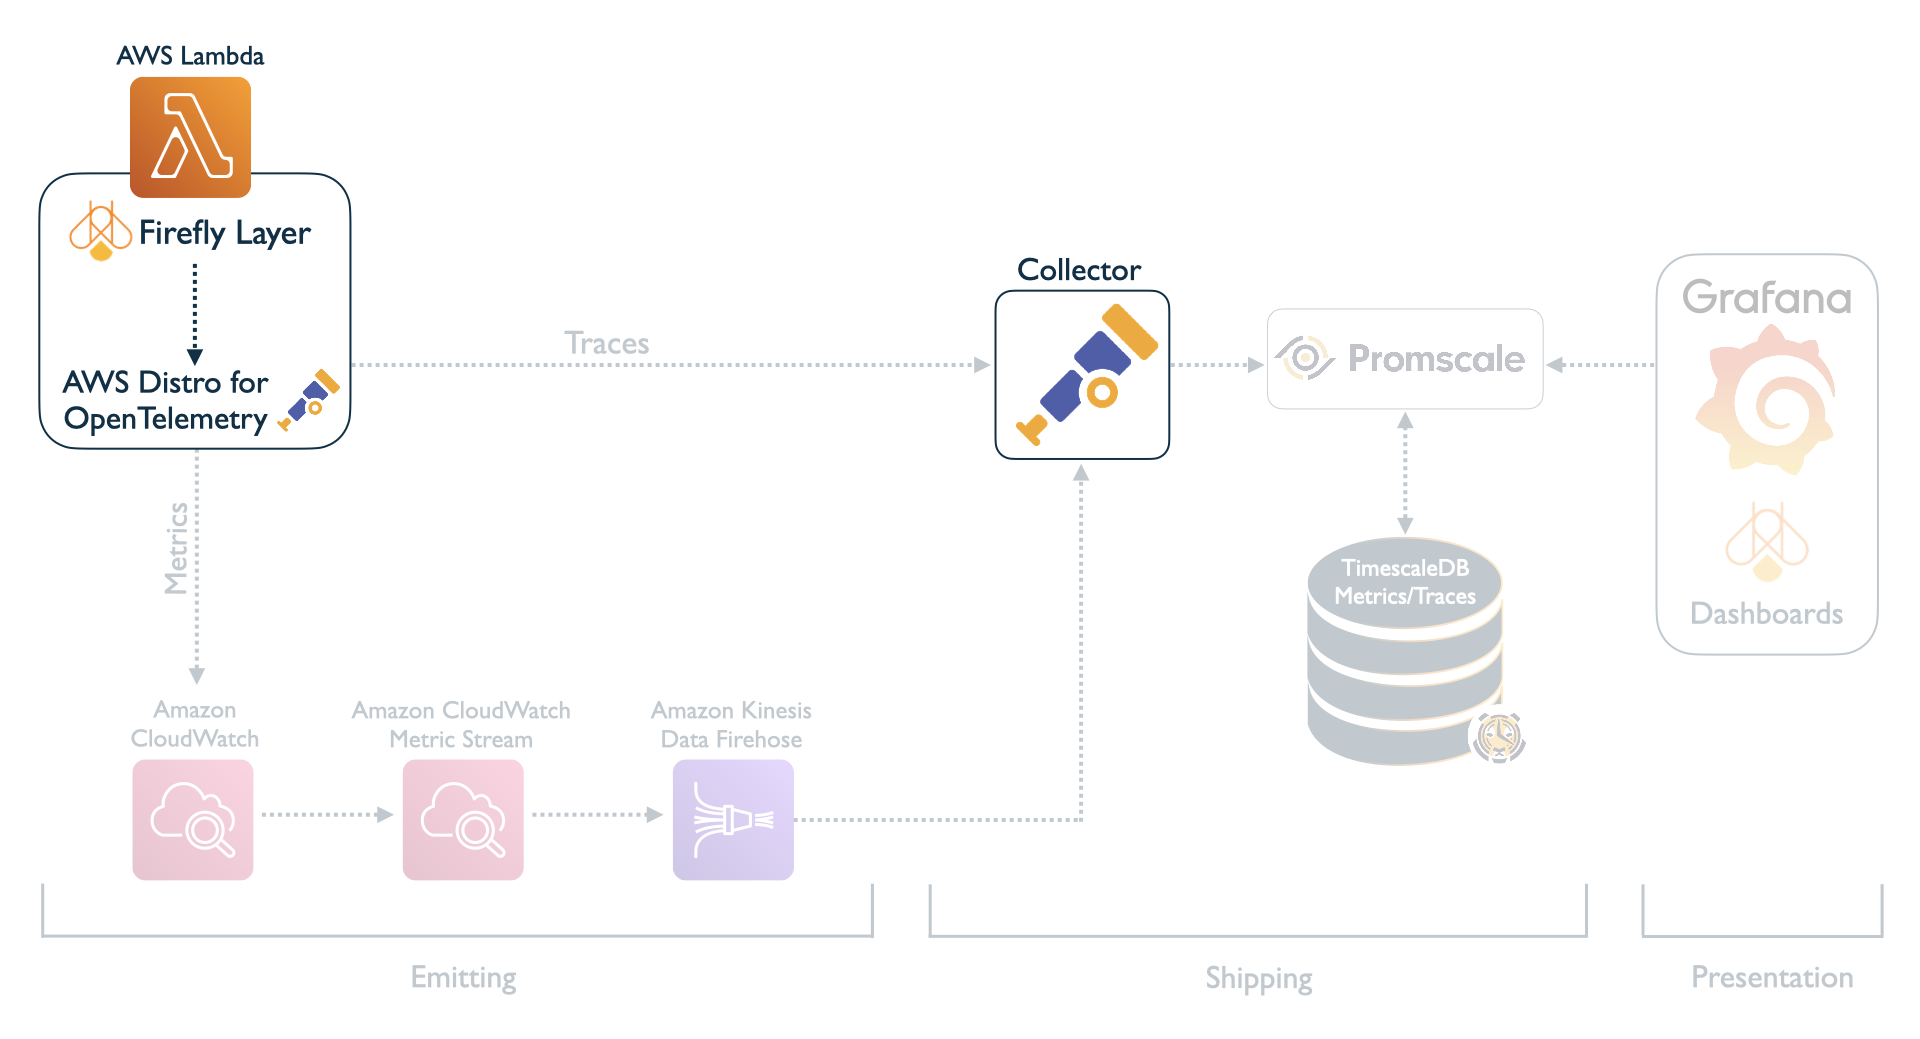 AWS Lambda
Firefly Layer
AWS Distro for
OpenTelemetry
Traces
Metrics
Collector
Promscale
TimescaleDB
Metrics/Traces
Grafana
Dashboards
Amazon
CloudWatch
Amazon CloudWatch
Metric Stream
Amazon Kinesis
Data Firehose
Emitting
Shipping
Presentation